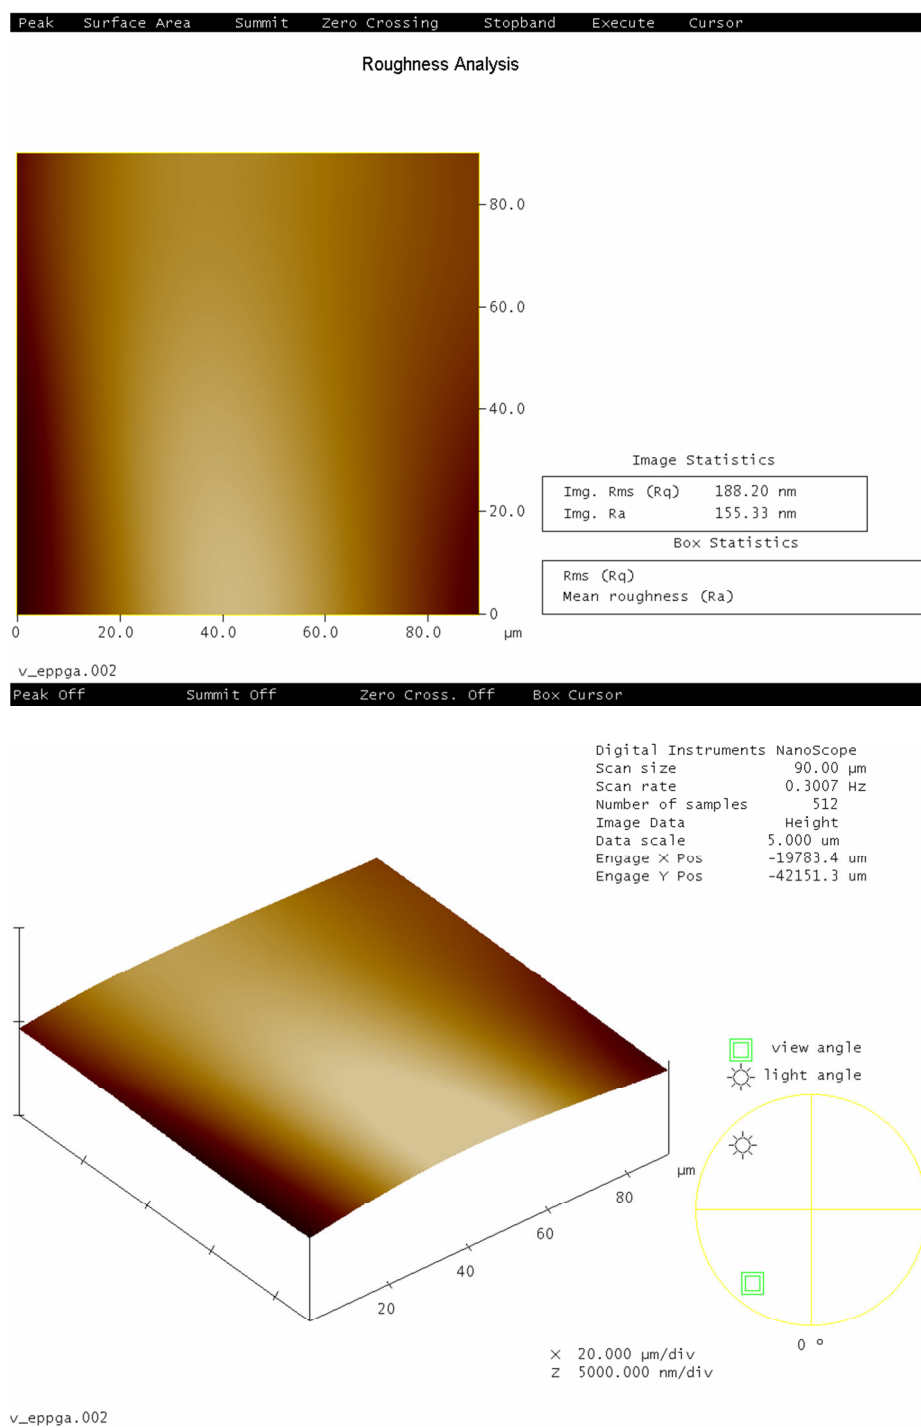 Peak Surface Area Summit Zero Crossing Stopband Execute Cursor
Roughness Analysis
80.0
60.0
40.0
20.0
0
0 20.0 40.0 60.0 80.0 µm
Image Statistics
Img. Rms (Rq) 188.20 nm
Img. Ra 155.33 nm
Box Statistics
Rms (Rq)
Mean roughness (Ra)
v_eppga.002
Peak Off Summit Off Zero Cross. Off Box Cursor
Digital Instruments NanoScope
Scan size 90.00 µm
Scan rate 0.3007 Hz
Number of samples 512
Image Data Height
Data scale 5.000 um
Engage X Pos -19783.4 um
Engage Y Pos -42151.3 um
view angle
light angle
µm
80
60
40
20
0 º
X 20.000 µm/div
Z 5000.000 nm/div
v_eppga.002